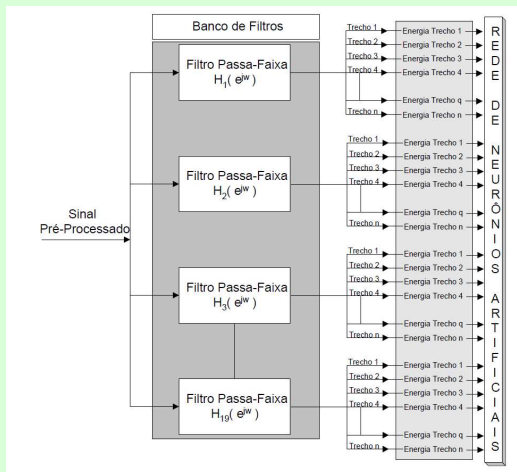 Banco de Filtros
Sinal
Pré-Processado
Filtro Passa-Faixa
H1( ejw )
Trecho 1
Trecho 2
Trecho 3
Trecho 4
Trecho n
Energia Trecho 1
Energia Trecho 2
Energia Trecho 3
Energia Trecho 4
Energia Trecho q
Energia Trecho n
Filtro Passa-Faixa
H2( ejw )
Trecho 1
Trecho 2
Trecho 3
Trecho 4
Trecho n
Energia Trecho 1
Energia Trecho 2
Energia Trecho 3
Energia Trecho 4
Energia Trecho q
Energia Trecho n
Filtro Passa-Faixa
H3( ejw )
Trecho 1
Trecho 2
Trecho 3
Trecho 4
Trecho n
Energia Trecho 1
Energia Trecho 2
Energia Trecho 3
Energia Trecho 4
Energia Trecho q
Energia Trecho n
Filtro Passa-Faixa
H19( ejw )
Trecho 1
Trecho 2
Trecho 3
Trecho 4
Trecho n
Energia Trecho 1
Energia Trecho 2
Energia Trecho 3
Energia Trecho 4
Energia Trecho q
Energia Trecho n
REDE DE NEURÔNIOS ARTIFICIAIS